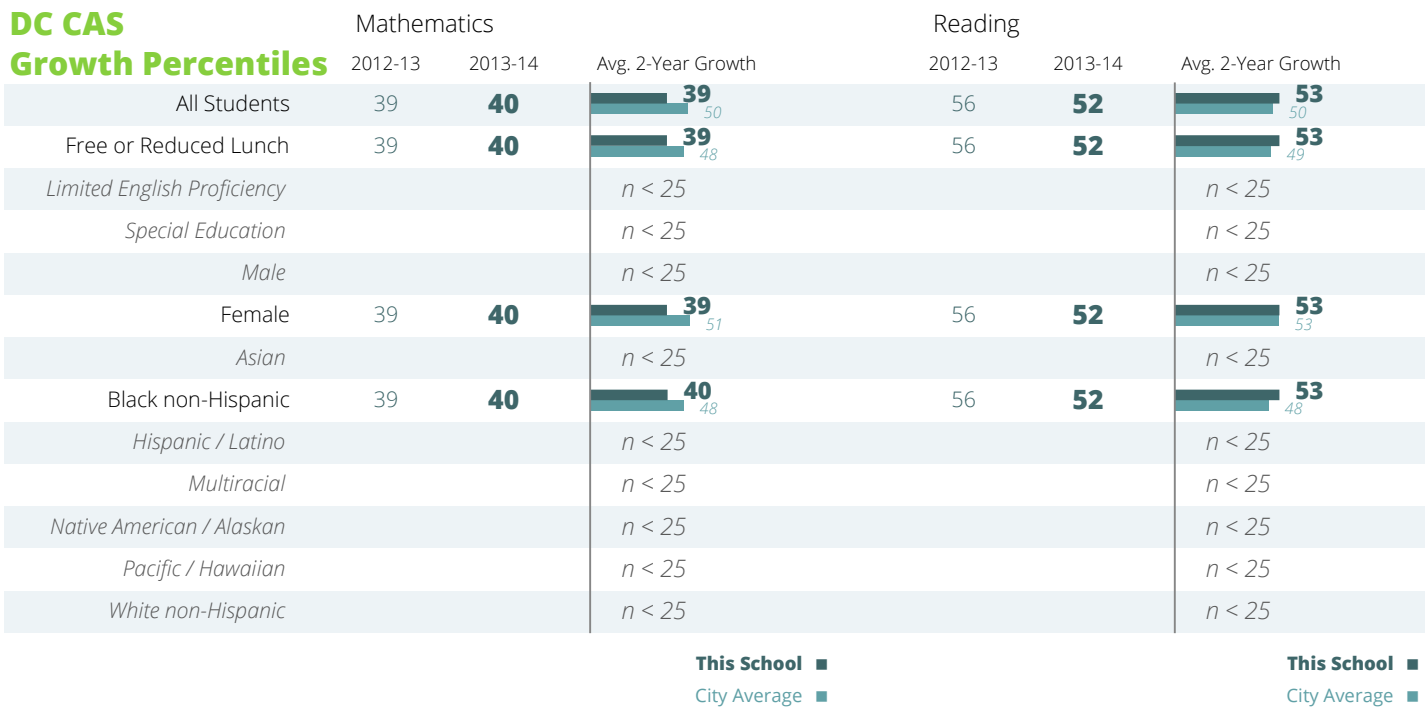 DC CAS
Growth Percentiles
Mathematics Reading
2012-13 2013-14 Avg. 2-Year Growth 2012-13 2013-14 Avg. 2-Year Growth
All Students 39 40 39 50 56 52 53 50
Free or Reduced Lunch 39 40 39 48 56 52 53 49
Limited English Proficiency n < 25 n < 25
Special Education n < 25 n < 25
Male n < 25 n < 25
Female 39 40 39 51 56 52 53 53
Asian n < 25 n < 25
Black non-Hispanic 39 40 40 48 56 52 53 48
Hispanic / Latino n < 25 n < 25
Multiracial n < 25 n < 25
Native American / Alaskan n < 25 n < 25
Pacific / Hawaiian n < 25 n < 25
White non-Hispanic n < 25 n < 25
This School This School
City Average City Average